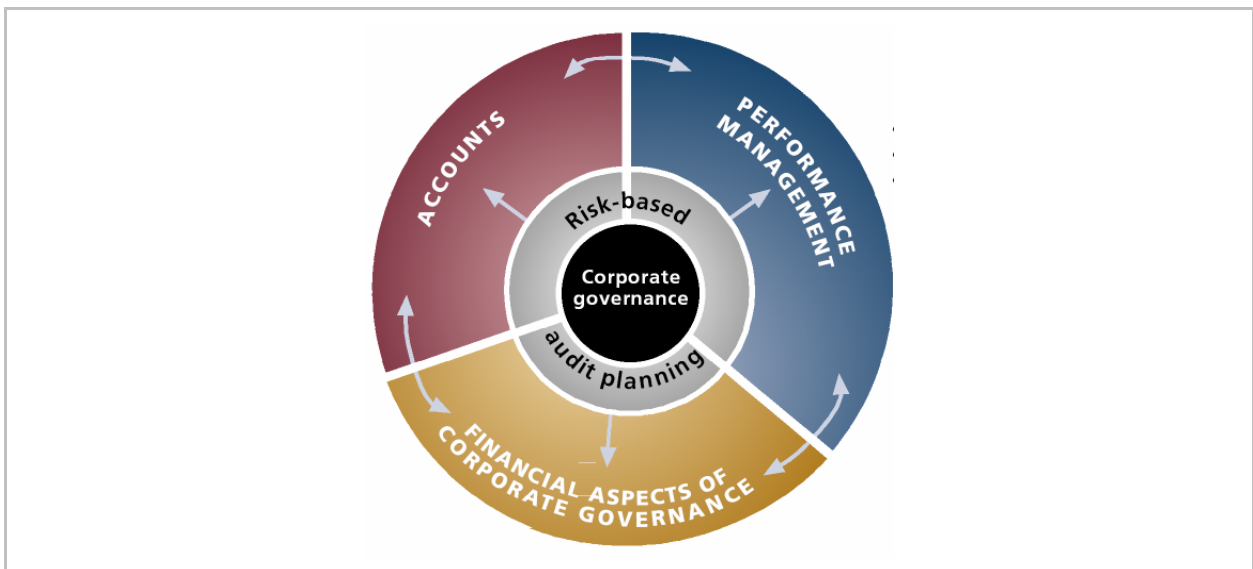 ACCOUNTS
PERFORMANCE
MANAGEMENT
Risk-based
Corporate
governance
audit planning
FINANCIAL ASPECTS OF
CORPORATE GOVERNANCE